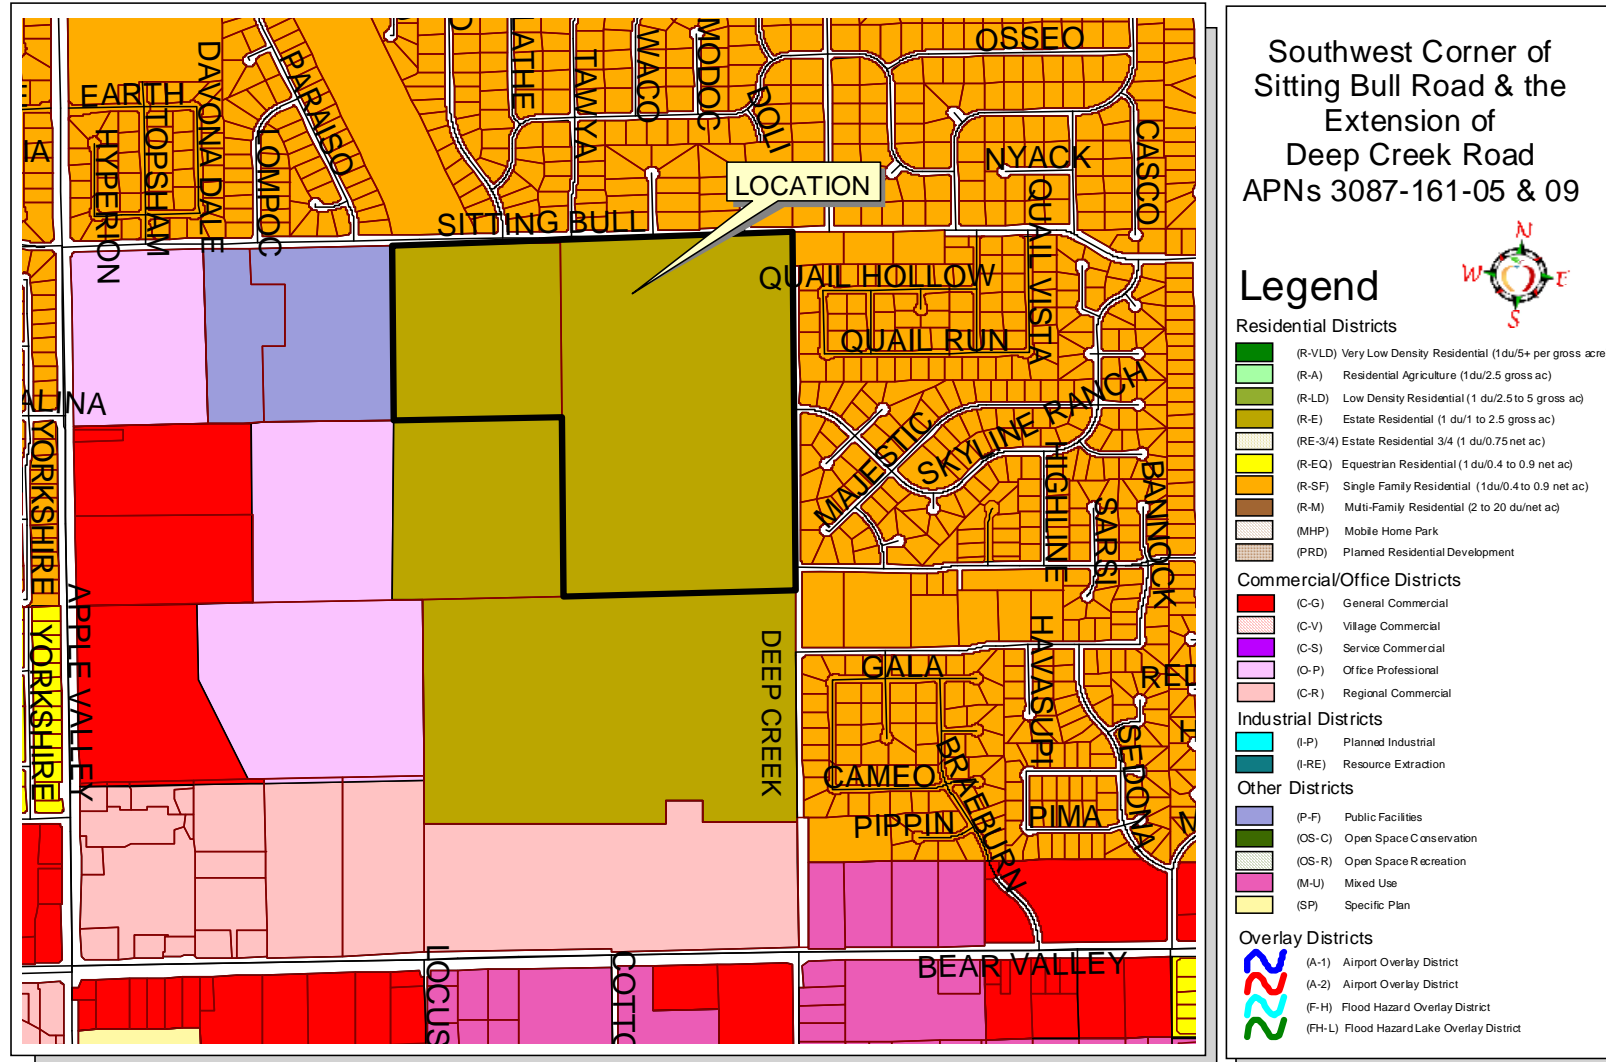 OSSEO
LATHE
TAWYA
WACO
MODOC
DOLI
DAVONA DALE
PARAISO
EARTH
TOPSHAM
HYPERION
LOMPOC
NYACK
CASCO
LOCATION
SITTING BULL
QUAIL VISTA
QUAIL HOLLOW
QUAIL RUN
ALINA
MAJESTIC
SKYLINE RANCH
HIGHLINE
SARSI
BANNOCK
YORKSHIRE
YORKSHIRE
APPLE VALLEY
DEEP CREEK
GALA
HAVASUPI
RED
SEDONA
CAMEO
BRAEBURN
PIPPIN
PIMA
BEAR VALLEY
LOCUS
COTTO
Southwest Corner of
Sitting Bull Road & the
Extension of
Deep Creek Road
APNs 3087-161-05 & 09
N
W E
S
Legend
Residential Districts
(R-VLD) Very Low Density Residential (1du/5+ per gross acre
(R-A) Residential Agriculture (1du/2.5 gross ac)
(R-LD) Low Density Residential (1 du/2.5 to 5 gross ac)
(R-E) Estate Residential (1 du/1 to 2.5 gross ac)
(RE-3/4) Estate Residential 3/4 (1 du/0.75 net ac)
(R-EQ) Equestrian Residential (1 du/0.4 to 0.9 net ac)
(R-SF) Single Family Residential (1du/0.4 to 0.9 net ac)
(R-M) Multi-Family Residential (2 to 20 du/net ac)
(MHP) Mobile Home Park
(PRD) Planned Residential Development
Commercial/Office Districts
(C-G) General Commercial
(C-V) Village Commercial
(C-S) Service Commercial
(O-P) Office Professional
(C-R) Regional Commercial
Industrial Districts
(I-P) Planned Industrial
(I-RE) Resource Extraction
Other Districts
(P-F) Public Facilities
(OS-C) Open Space Conservation
(OS-R) Open Space Recreation
(M-U) Mixed Use
(SP) Specific Plan
Overlay Districts
(A-1) Airport Overlay District
(A-2) Airport Overlay District
(F-H) Flood Hazard Overlay District
(FH-L) Flood Hazard Lake Overlay District